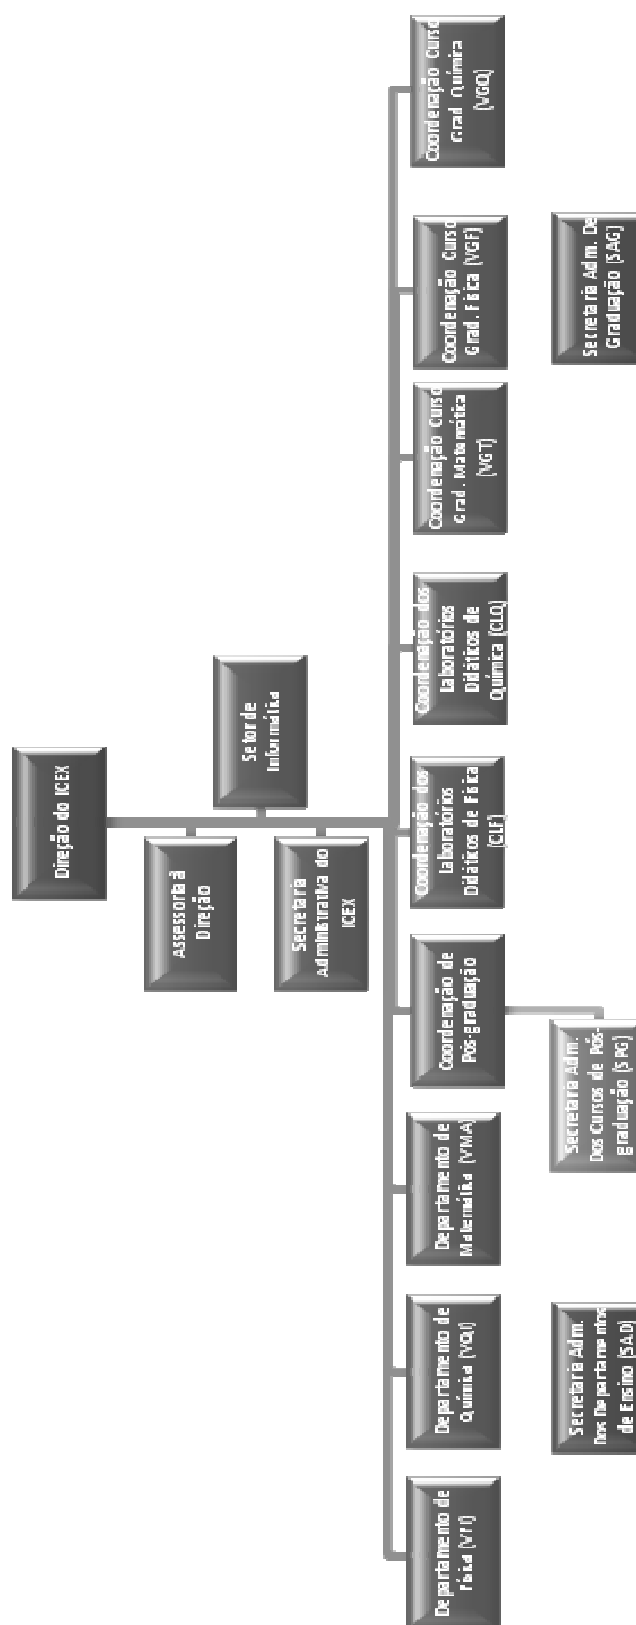 Direção do ICEX
Assessoria à
Direção
Setor de
Informática
Secretaria
Administrativa do
ICEX
Departamento de
Física (VFI)
Departamento de
Química (VQI)
Departamento de
Matemática (VMA)
Coordenação de
Pós-graduação
Coordenação dos
Laboratórios
Didáticos de Física
(CLF)
Coordenação dos
Laboratórios
Didáticos de
Química (CLQ)
Coordenação Curso
Grad. Matemática
(VGT)
Coordenação Curso
Grad. Física (VGF)
Coordenação Curso
Grad. Química
(VGQ)
Secretaria Adm.
Dos Departamentos
de Ensino (SAD)
Secretaria Adm.
Dos Cursos de Pós-
graduação (SPG)
Secretaria Adm. De
Graduação (SAG)